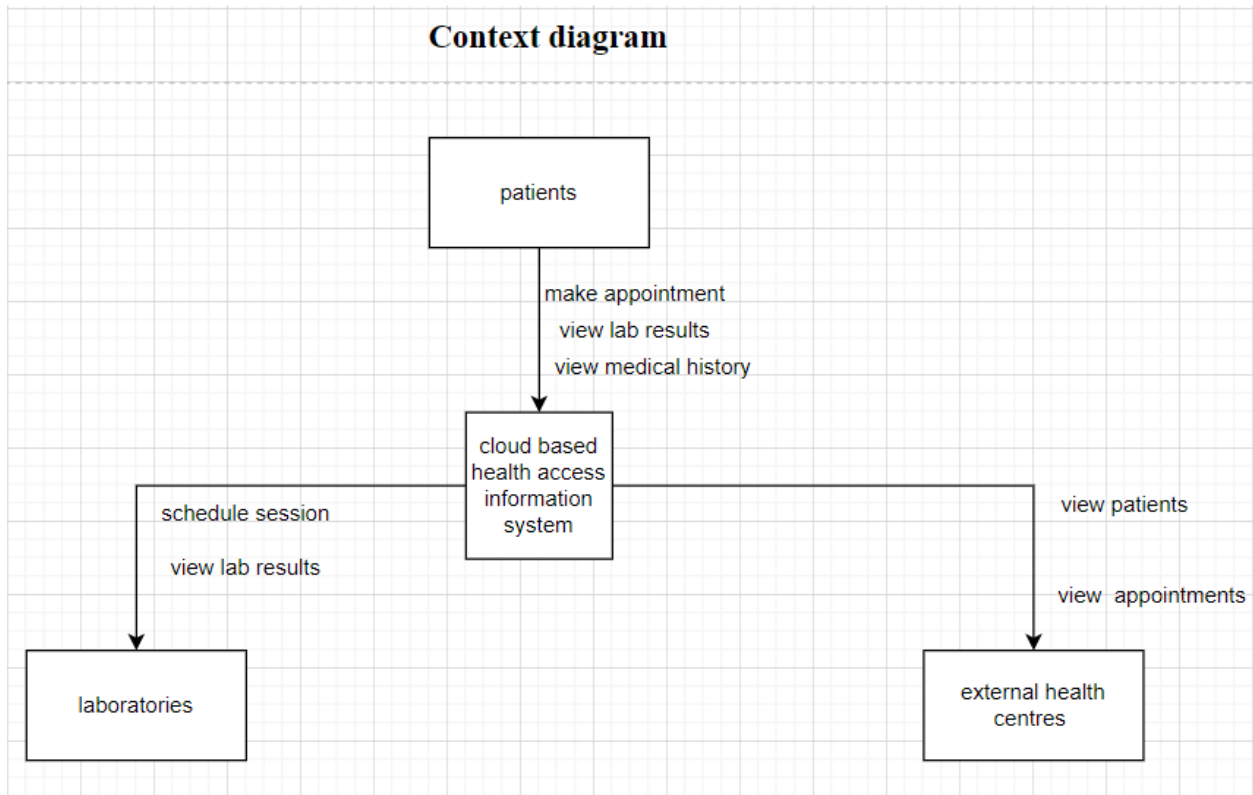 Context diagram
patients
make appointment
view lab results
view medical history
cloud based
health access
information
system
schedule session
view lab results
view patients
view appointments
laboratories
external health
centres